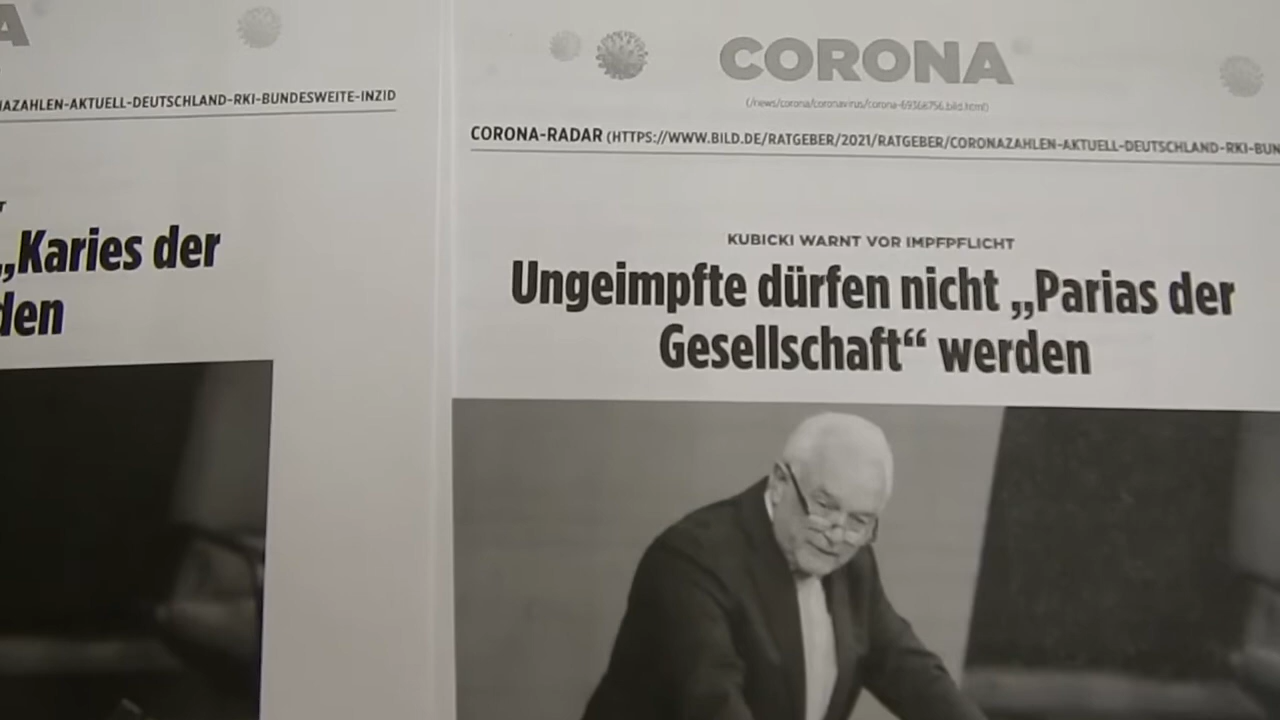 A
AZAHLEN-AKTUELL-DEUTSCHLAND-RKI-BUNDESWEITE-INZID
T
„Karies der
den
CORONA
(/news/corona/coronavirus/corona-69368756.bild.html)
CORONA-RADAR (HTTPS://WWW.BILD.DE/RATGEBER/2021/RATGEBER/CORONAZAHLEN-AKTUELL-DEUTSCHLAND-RKI-BUN
KUBICKI WARNT VOR IMPFPFLICHT
Ungeimpfte dürfen nicht „Parias der
Gesellschaft“ werden